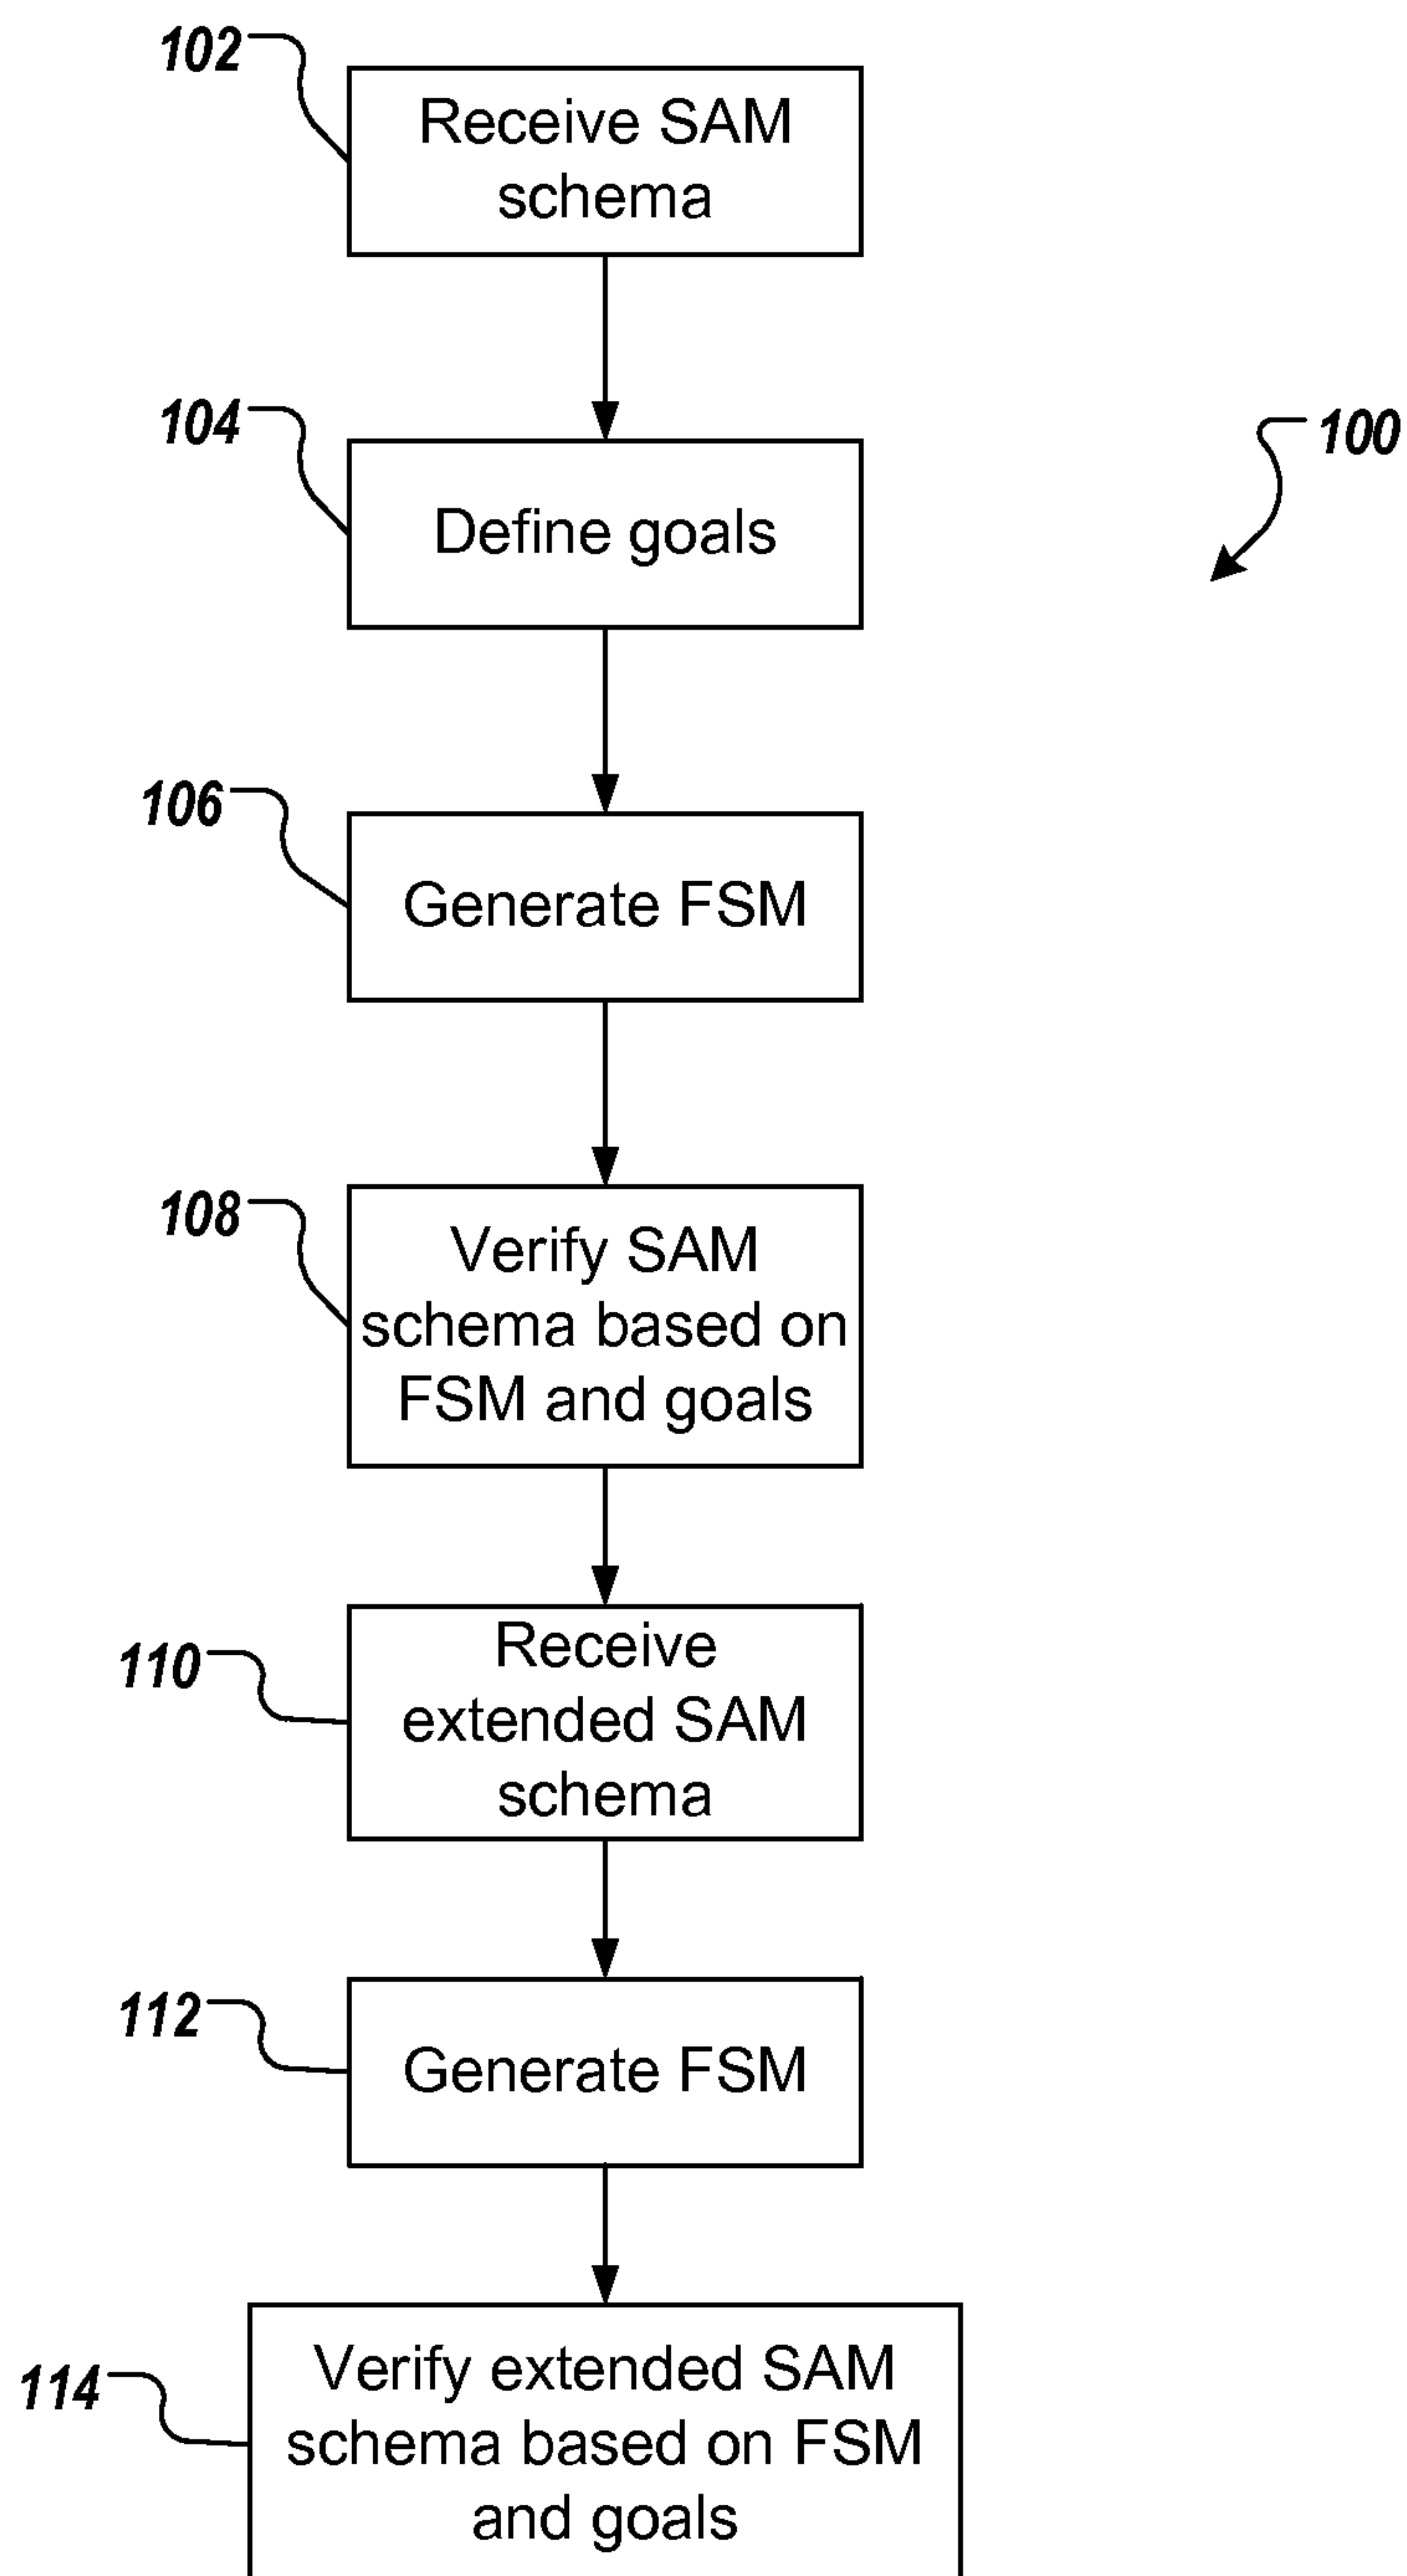 102
Receive SAM
schema
104
Define goals
100
106
Generate FSM
108
Verify SAM
schema based on
FSM and goals
110
Receive
extended SAM
schema
112
Generate FSM
114
Verify extended SAM
schema based on FSM
and goals